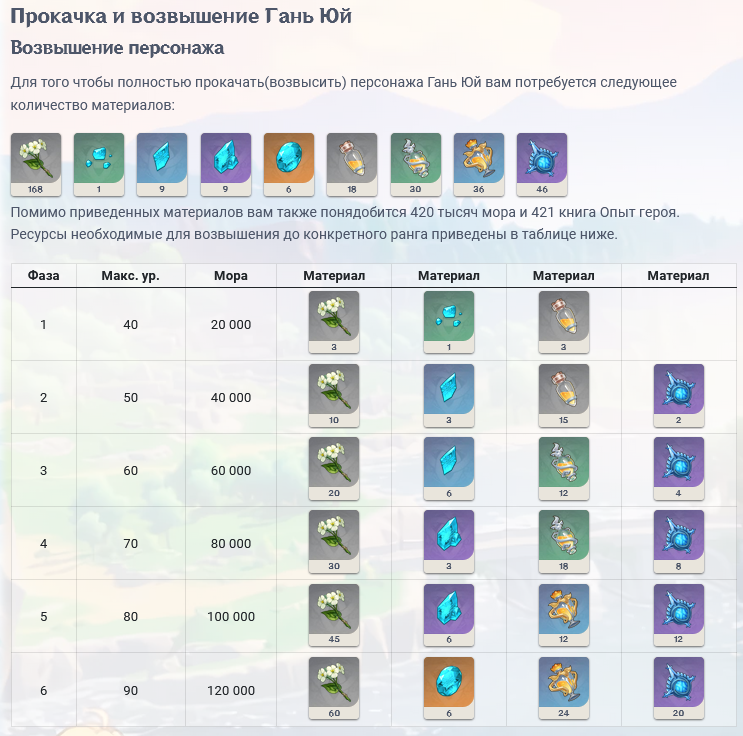 Прокачка и возвышение Гань Юй
Возвышение персонажа
Для того чтобы полностью прокачать(возвысить) персонажа Гань Юй вам потребуется следующее
количество материалов:
168 1 9 9 6 18 30 36 46
Помимо приведенных материалов вам также понядобится 420 тысяч мора и 421 книга Опыт героя.
Ресурсы необходимые для возвышения до конкретного ранга приведены в таблице ниже.
Фаза Макс. ур. Мора Материал Материал Материал Материал
1 40 20 000 3 1 3
2 50 40 000 10 3 15 2
3 60 60 000 20 6 12 4
4 70 80 000 30 3 18 8
5 80 100 000 45 6 12 12
6 90 120 000 60 6 24 20